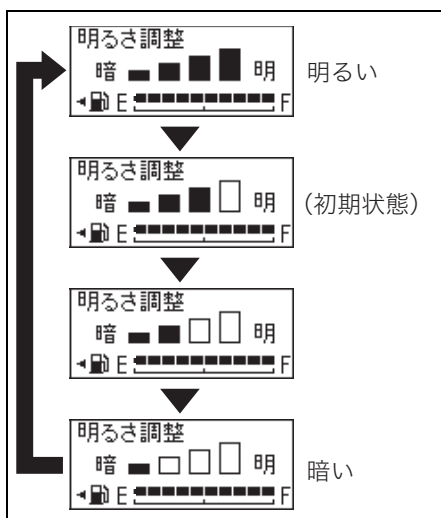 明るさ調整
暗 明 明るい
E F
明るさ調整
暗 明 (初期状態)
E F
明るさ調整
暗 明
E F
明るさ調整
暗 明 暗い
E F